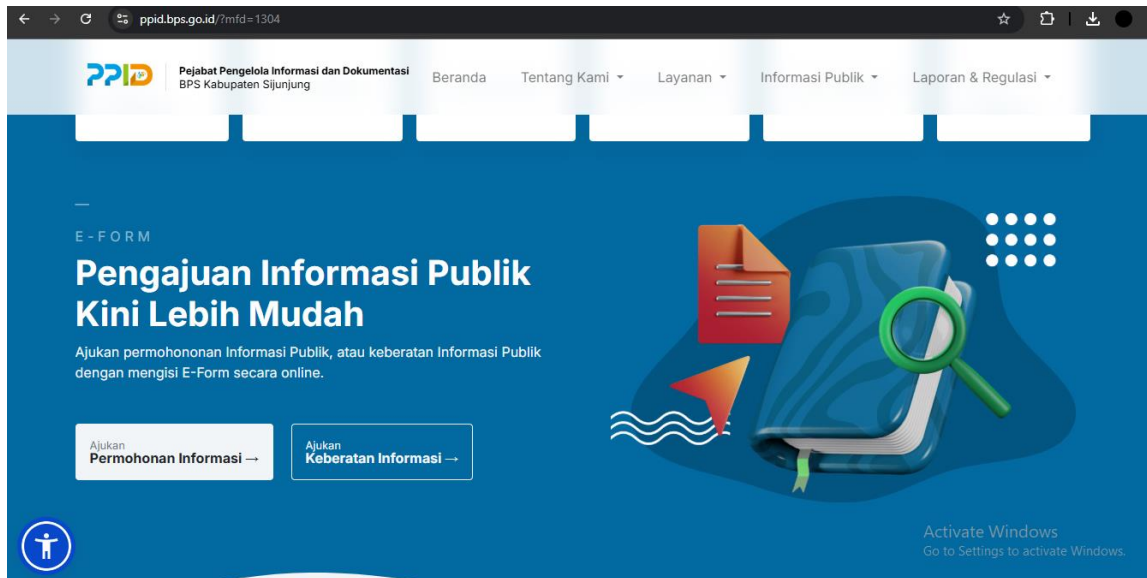 ppid.bps.go.id/?mfd=1304
PPID
Pejabat Pengelola Informasi dan Dokumentasi
BPS Kabupaten Sijunjung
Beranda
Tentang Kami
Layanan
Informasi Publik
Laporan & Regulasi
E-FORM
Pengajuan Informasi Publik
Kini Lebih Mudah
Ajukan permohononan Informasi Publik, atau keberatan Informasi Publik
dengan mengisi E-Form secara online.
Ajukan
Permohonan Informasi →
Ajukan
Keberatan Informasi →
Activate Windows
Go to Settings to activate Windows.